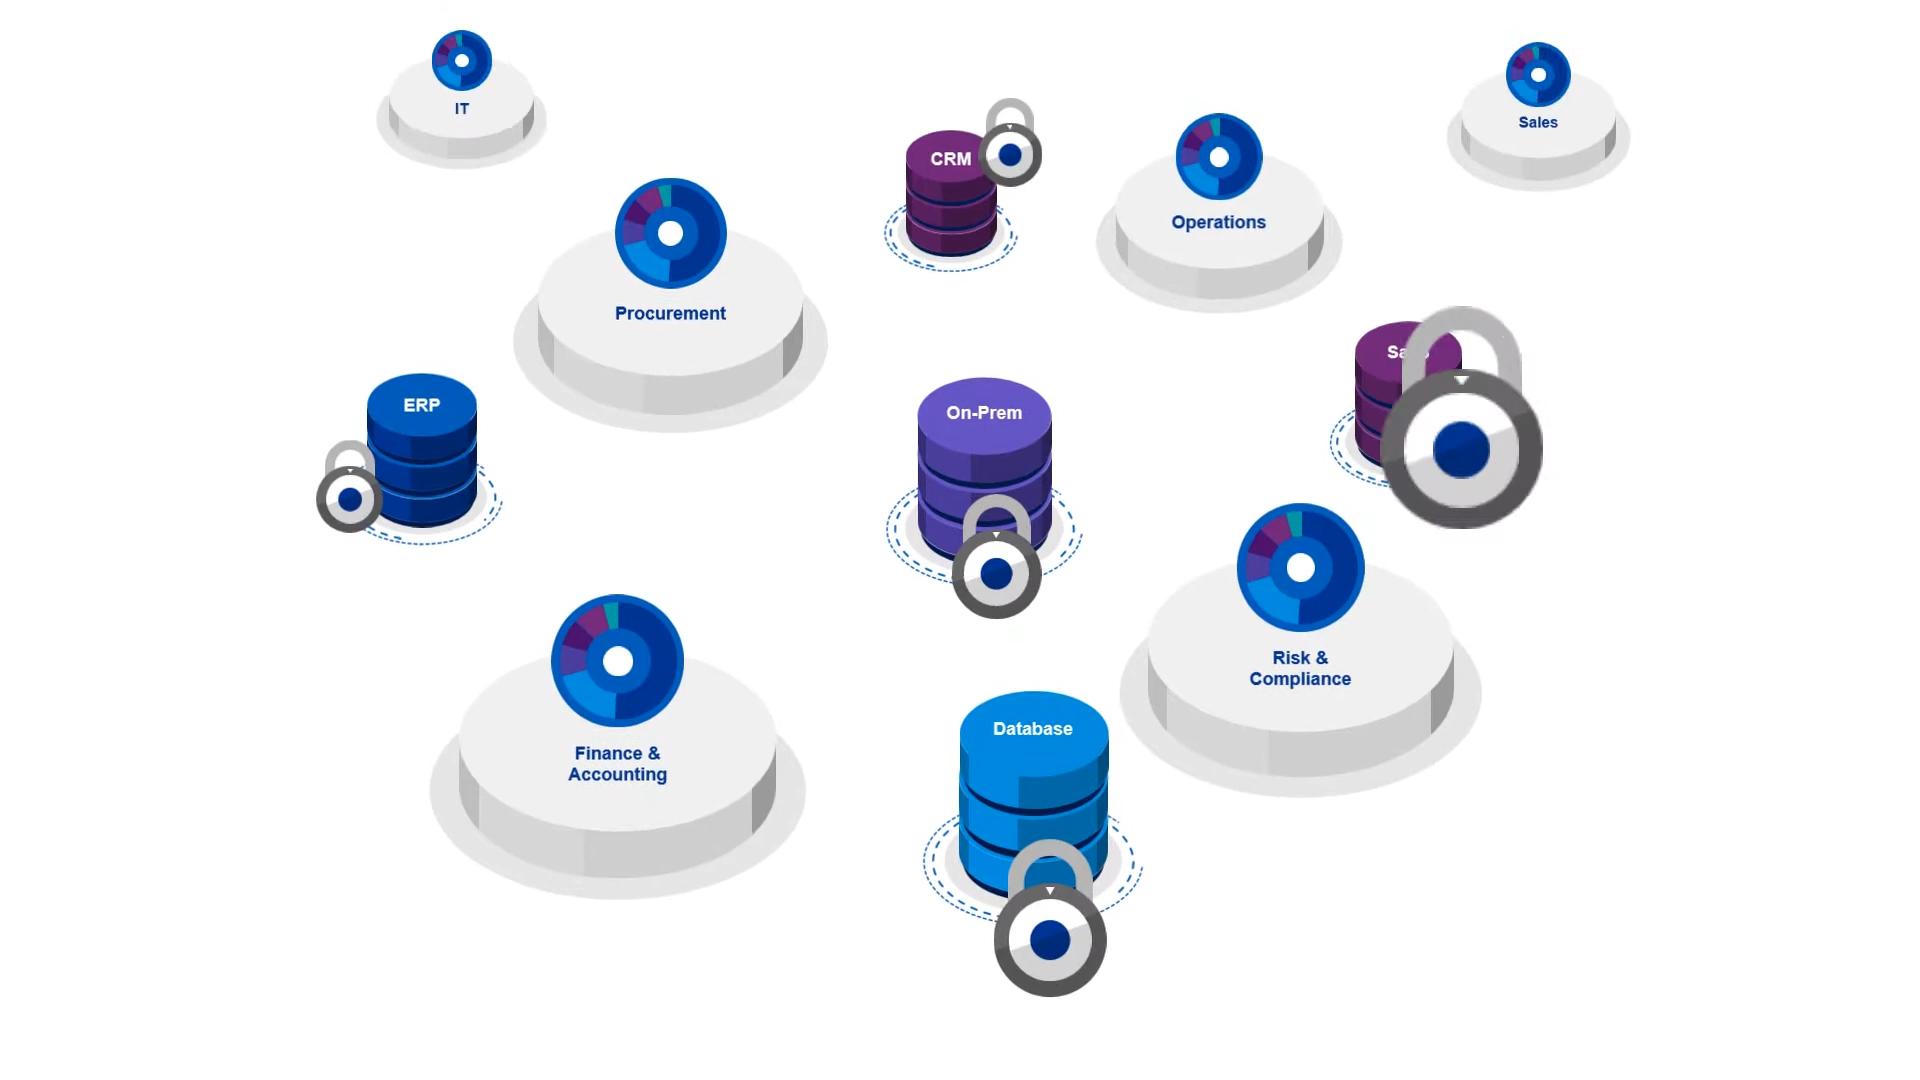 IT
Sales
CRM
Operations
Procurement
ERP
On-Prem
Risk &
Compliance
Database
Finance &
Accounting